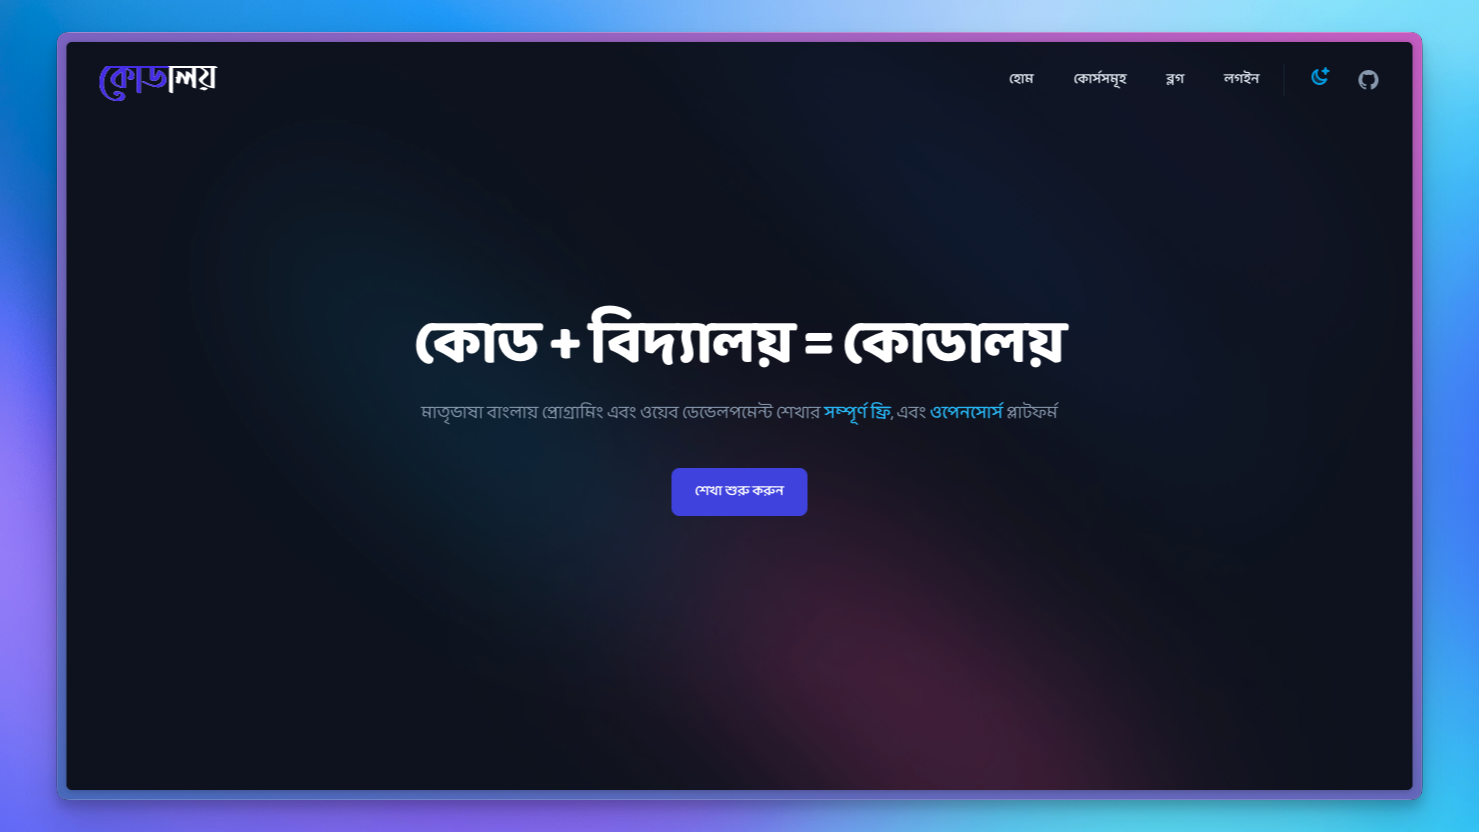 কোডালয়
হোম
কোর্সসমূহ
ব্লগ
লগইন
কোড + বিদ্যালয় = কোডালয়
মাতৃভাষা বাংলায় প্রোগ্রামিং এবং ওয়েব ডেভেলপমেন্ট শেখার সম্পূর্ণ ফ্রি, এবং ওপেনসোর্স প্লাটফর্ম
শেখা শুরু করুন